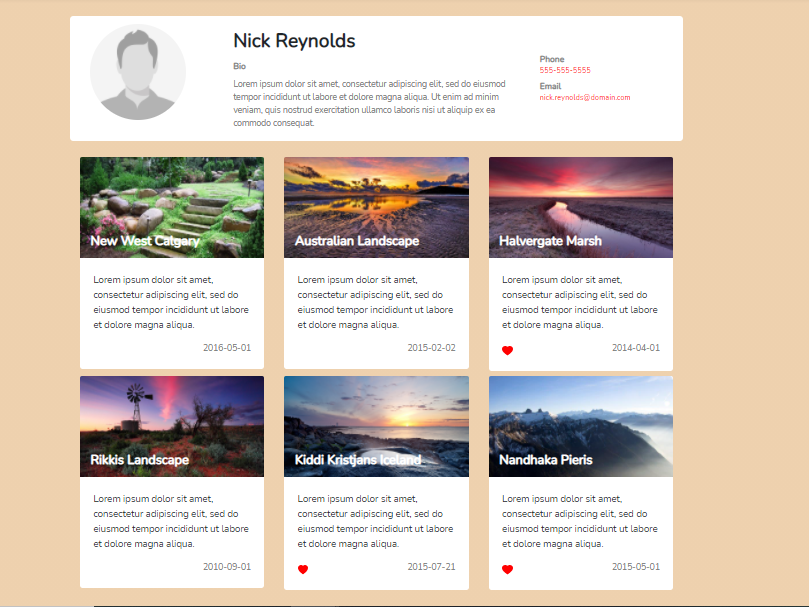 Nick Reynolds
Bio
Lorem ipsum dolor sit amet, consectetur adipiscing elit, sed do eiusmod
tempor incididunt ut labore et dolore magna aliqua. Ut enim ad minim
veniam, quis nostrud exercitation ullamco laboris nisi ut aliquip ex ea
commodo consequat.
Phone
555-555-5555
Email
nick.reynolds@domain.com
New West Calgary
Lorem ipsum dolor sit amet,
consectetur adipiscing elit, sed do
eiusmod tempor incididunt ut labore
et dolore magna aliqua.
2016-05-01
Australian Landscape
Lorem ipsum dolor sit amet,
consectetur adipiscing elit, sed do
eiusmod tempor incididunt ut labore
et dolore magna aliqua.
2015-02-02
Halvergate Marsh
Lorem ipsum dolor sit amet,
consectetur adipiscing elit, sed do
eiusmod tempor incididunt ut labore
et dolore magna aliqua.
2014-04-01
Rikkis Landscape
Lorem ipsum dolor sit amet,
consectetur adipiscing elit, sed do
eiusmod tempor incididunt ut labore
et dolore magna aliqua.
2010-09-01
Kiddi Kristjans Iceland
Lorem ipsum dolor sit amet,
consectetur adipiscing elit, sed do
eiusmod tempor incididunt ut labore
et dolore magna aliqua.
2015-07-21
Nandhaka Pieris
Lorem ipsum dolor sit amet,
consectetur adipiscing elit, sed do
eiusmod tempor incididunt ut labore
et dolore magna aliqua.
2015-05-01